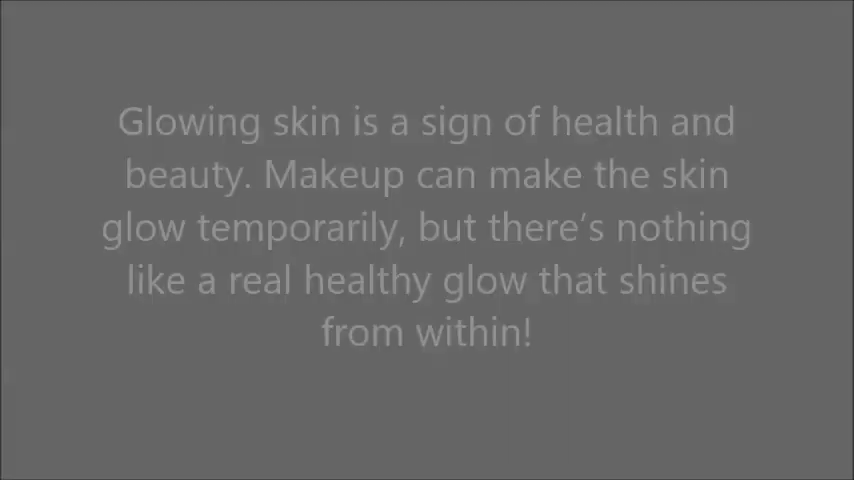 Glowing skin is a sign of health and
beauty. Makeup can make the skin
glow temporarily, but there’s nothing
like a real healthy glow that shines
from within!